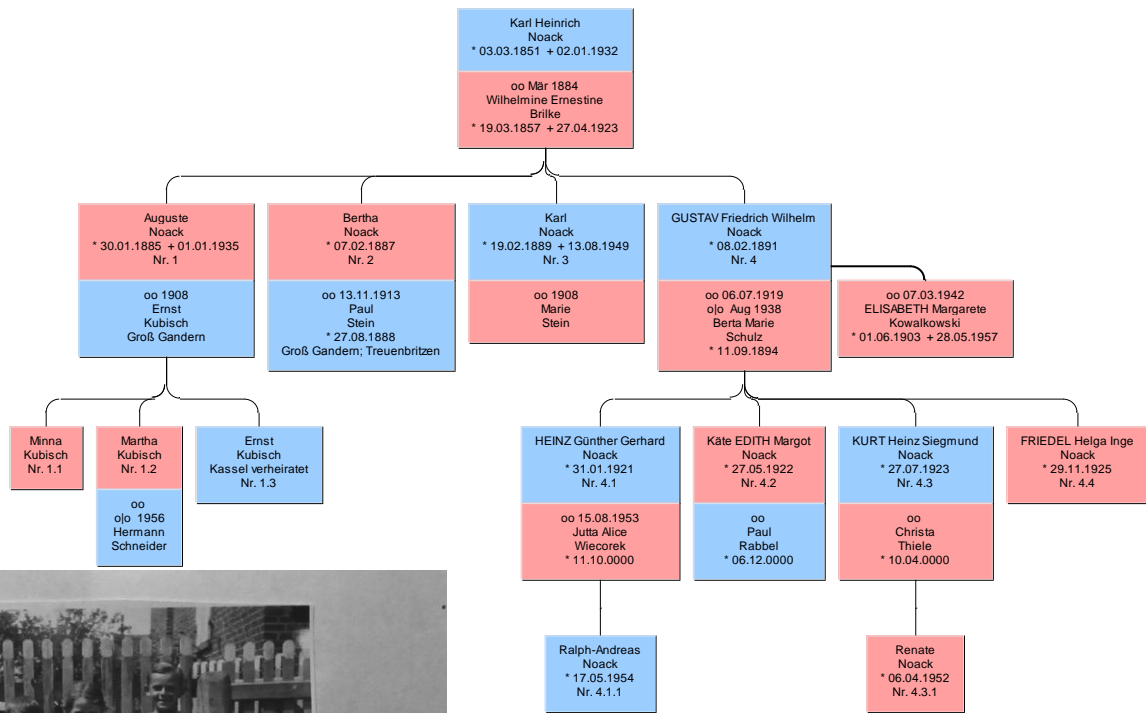 Karl Heinrich
Noack
* 03.03.1851 + 02.01.1932
oo Mär 1884
Wilhelmine Ernestine
Brilke
* 19.03.1857 + 27.04.1923
Auguste
Noack
* 30.01.1885 + 01.01.1935
Nr. 1
oo 1908
Ernst
Kubisch
Groß Gandern
Bertha
Noack
* 07.02.1887
Nr. 2
oo 13.11.1913
Paul
Stein
* 27.08.1888
Groß Gandern; Treuenbritzen
Karl
Noack
* 19.02.1889 + 13.08.1949
Nr. 3
oo 1908
Marie
Stein
GUSTAV Friedrich Wilhelm
Noack
* 08.02.1891
Nr. 4
oo 06.07.1919
o|o Aug 1938
Berta Marie
Schulz
* 11.09.1894
oo 07.03.1942
ELISABETH Margarete
Kowalkowski
* 01.06.1903 + 28.05.1957
Minna
Kubisch
Nr. 1.1
Martha
Kubisch
Nr. 1.2
oo
o|o 1956
Hermann
Schneider
Ernst
Kubisch
Kassel verheiratet
Nr. 1.3
HEINZ Günther Gerhard
Noack
* 31.01.1921
Nr. 4.1
oo 15.08.1953
Jutta Alice
Wiecorek
* 11.10.0000
Käte EDITH Margot
Noack
* 27.05.1922
Nr. 4.2
oo
Paul
Rabbel
* 06.12.0000
KURT Heinz Siegmund
Noack
* 27.07.1923
Nr. 4.3
oo
Christa
Thiele
* 10.04.0000
FRIEDEL Helga Inge
Noack
* 29.11.1925
Nr. 4.4
Ralph-Andreas
Noack
* 17.05.1954
Nr. 4.1.1
Renate
Noack
* 06.04.1952
Nr. 4.3.1